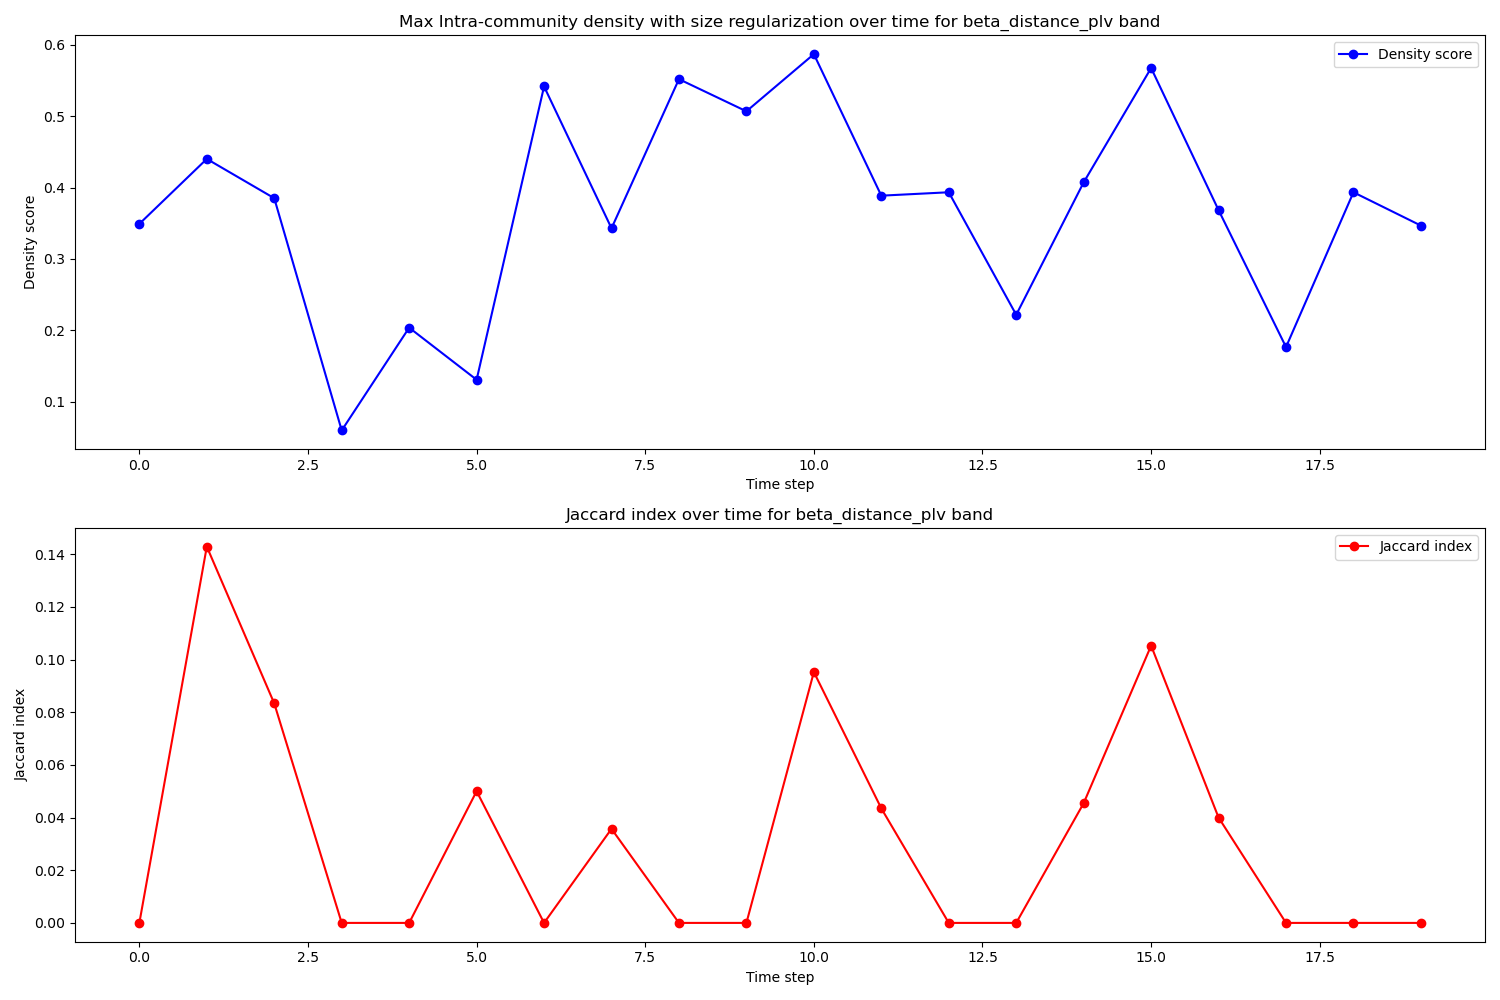 Max Intra-community density with size regularization over time for beta_distance_plv band
Density score
0.6
0.5
0.4
0.3
0.2
0.1
Density score
0.0 2.5 5.0 7.5 10.0 12.5 15.0 17.5
Time step
Jaccard index over time for beta_distance_plv band
Jaccard index
0.14
0.12
0.10
0.08
0.06
0.04
0.02
0.00
Jaccard index
0.0 2.5 5.0 7.5 10.0 12.5 15.0 17.5
Time step